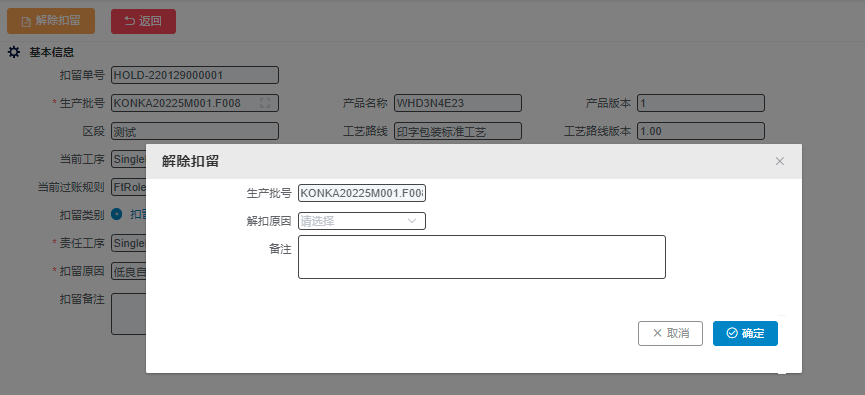 解除扣留 返回
基本信息
扣留单号 HOLD-220129000001
* 生产批号 KONKA20225M001.F008 产品名称 WHD3N4E23 产品版本 1
区段 测试 工艺路线 印字包装标准工艺 工艺路线版本 1.00
当前工序 Single
当前过账规则 FtRole
扣留类别 扣留
* 责任工序 Single
* 扣留原因 低良自
扣留备注
解除扣留
生产批号 KONKA20225M001.F008
解扣原因 请选择
备注
取消 确定